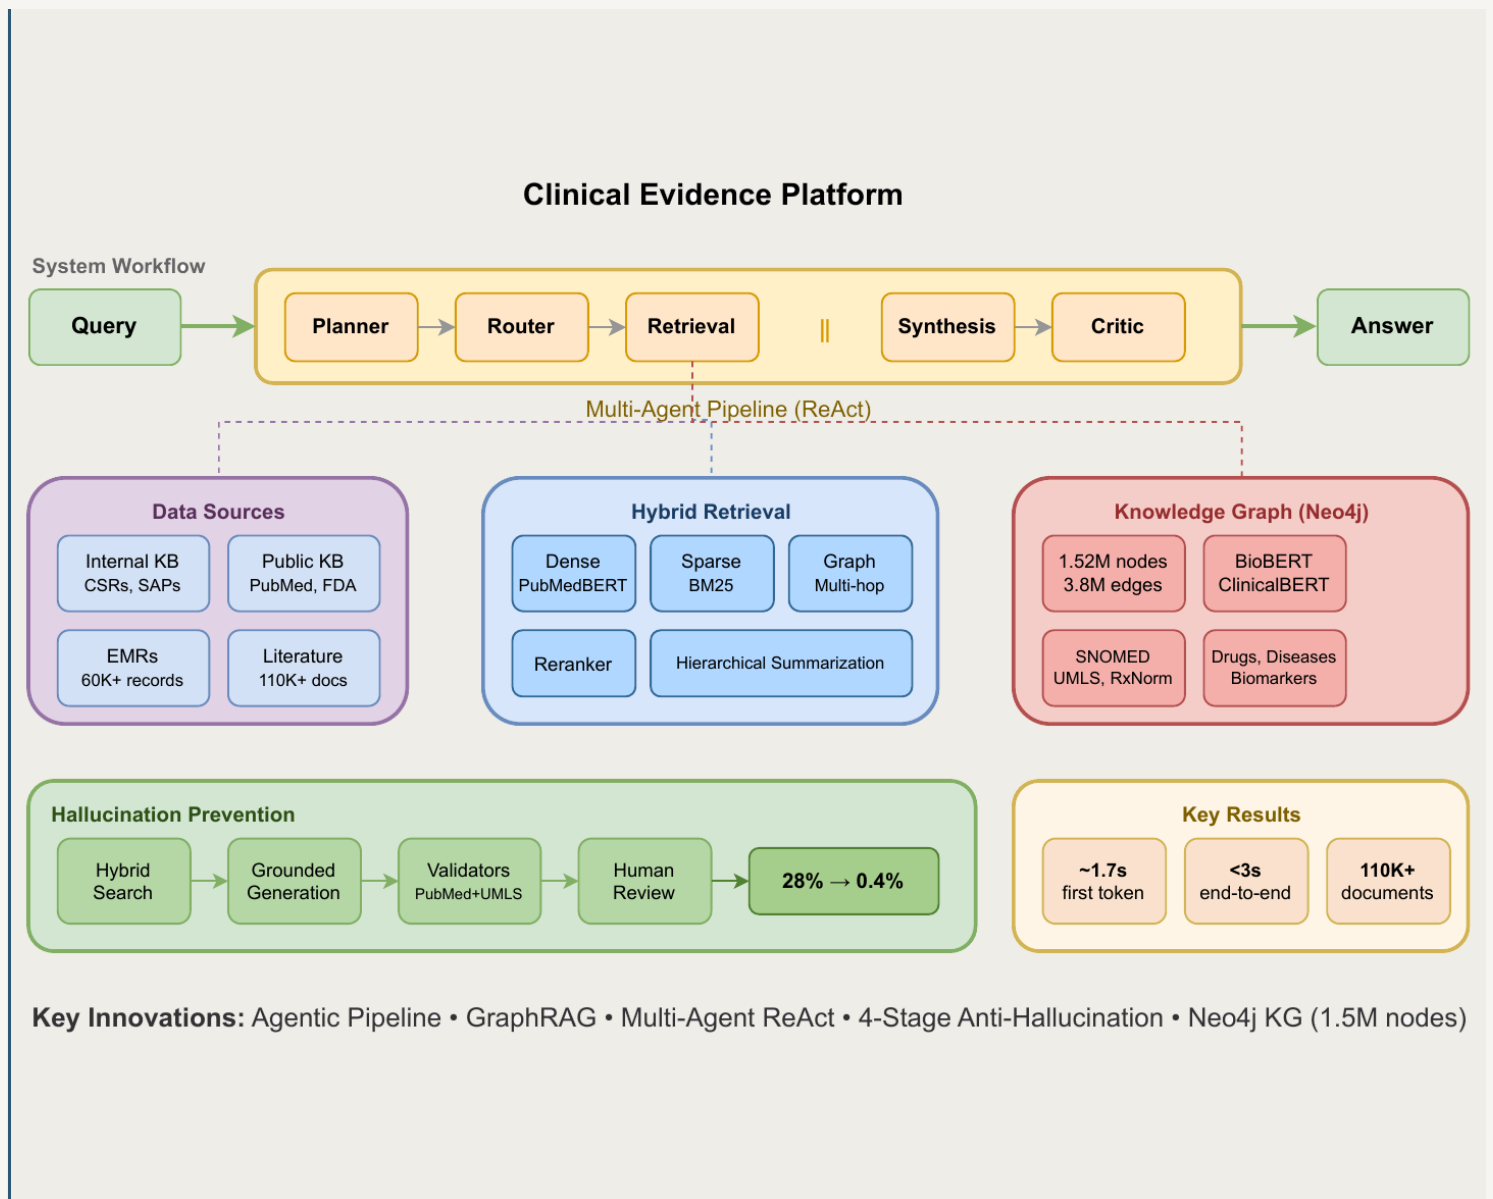 Clinical Evidence Platform
System Workflow
Query
Planner
Router
Retrieval
||
Synthesis
Critic
Answer
Multi-Agent Pipeline (ReAct)
Data Sources
Internal KB
CSRs, SAPs
Public KB
PubMed, FDA
EMRs
60K+ records
Literature
110K+ docs
Hybrid Retrieval
Dense
PubMedBERT
Sparse
BM25
Graph
Multi-hop
Reranker
Hierarchical Summarization
Knowledge Graph (Neo4j)
1.52M nodes
3.8M edges
BioBERT
ClinicalBERT
SNOMED
UMLS, RxNorm
Drugs, Diseases
Biomarkers
Hallucination Prevention
Hybrid
Search
Grounded
Generation
Validators
PubMed+UMLS
Human
Review
28% → 0.4%
Key Results
~1.7s
first token
<3s
end-to-end
110K+
documents
Key Innovations: Agentic Pipeline • GraphRAG • Multi-Agent ReAct • 4-Stage Anti-Hallucination • Neo4j KG (1.5M nodes)